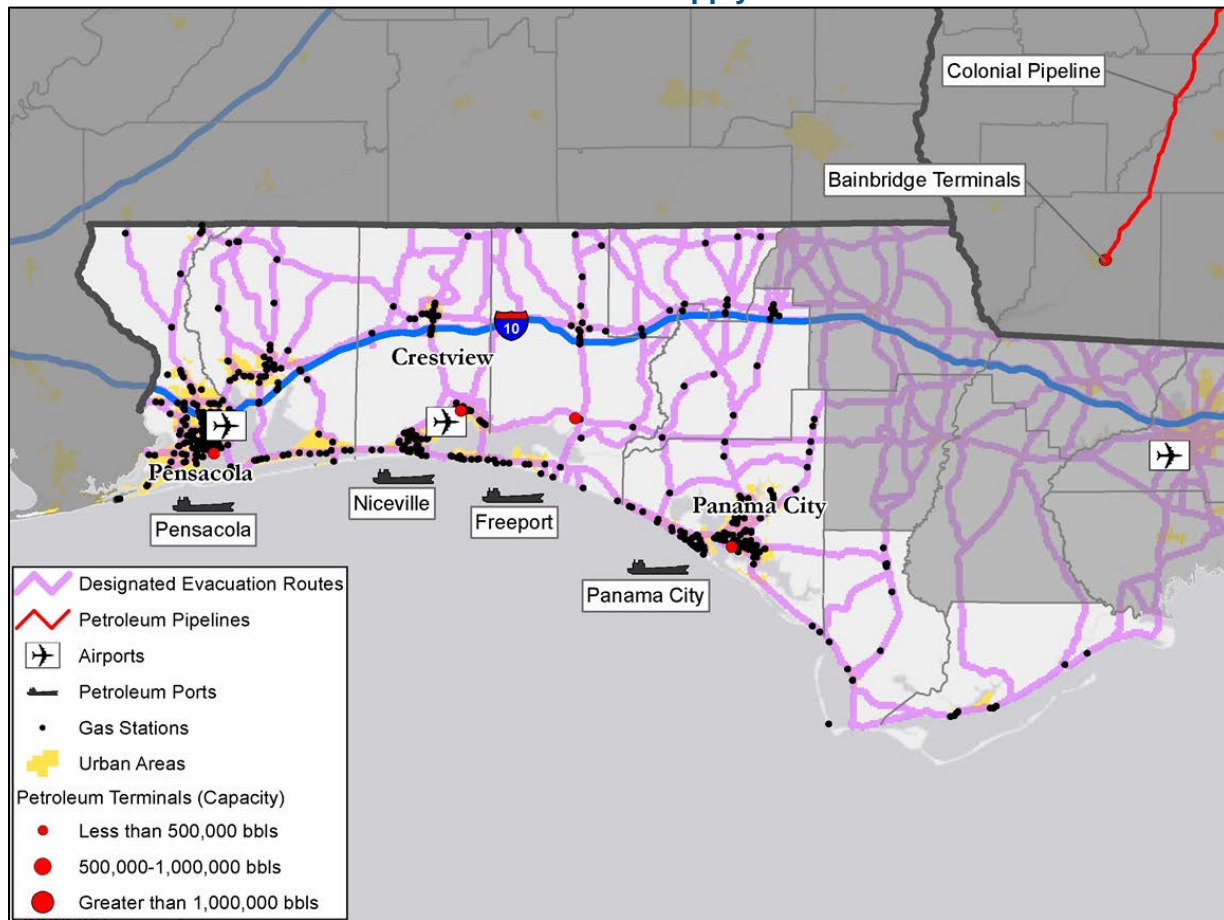 Colonial Pipeline
Bainbridge Terminals
10
Crestview
Pensacola
Niceville
Pensacola
Freeport
Panama City
Panama City
Designated Evacuation Routes
Petroleum Pipelines
Airports
Petroleum Ports
Gas Stations
Urban Areas
Petroleum Terminals (Capacity)
Less than 500,000 bbls
500,000-1,000,000 bbls
Greater than 1,000,000 bbls